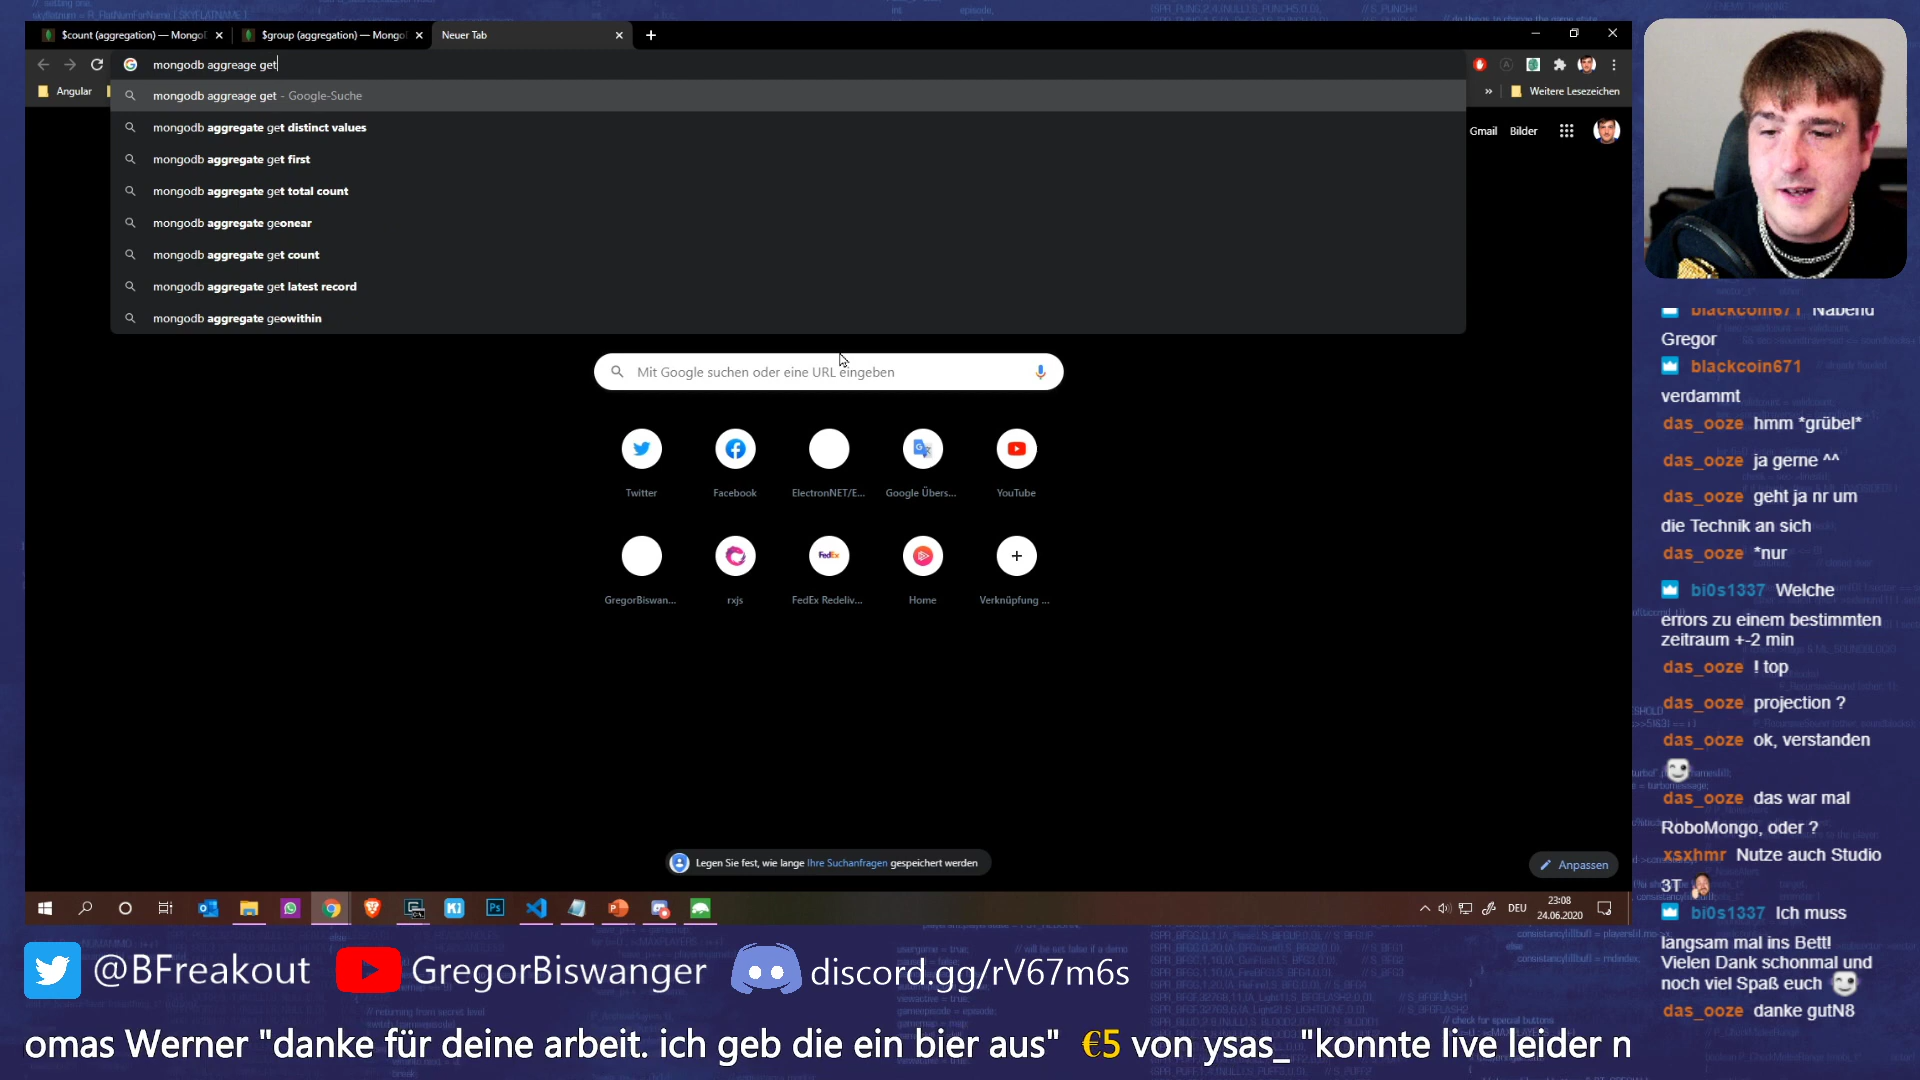 $count (aggregation) — Mongo
$group (aggregation) — Mongo
Neuer Tab
mongodb aggreage get
Angular
Weitere Lesezeichen
mongodb aggreage get - Google-Suche
mongodb aggregate get distinct values
mongodb aggregate get first
mongodb aggregate get total count
mongodb aggregate geonear
mongodb aggregate get count
mongodb aggregate get latest record
mongodb aggregate geowithin
Gmail Bilder
Mit Google suchen oder eine URL eingeben
Twitter
Facebook
ElectronNET/E...
Google Übers...
YouTube
GregorBiswan...
rxjs
FedEx
FedEx Redeliv...
Home
Verknüpfung ...
Legen Sie fest, wie lange Ihre Suchanfragen gespeichert werden
Anpassen
DEU
23:08
24.06.2020
blackcoin671 Nabend
Gregor
blackcoin671
verdammt
das_ooze hmm *grübel*
das_ooze ja gerne ^^
das_ooze geht ja nr um
die Technik an sich
das_ooze *nur
bi0s1337 Welche
errors zu einem bestimmten
zeitraum +-2 min
das_ooze ! top
das_ooze projection ?
das_ooze ok, verstanden
das_ooze das war mal
RoboMongo, oder ?
xsxhmr Nutze auch Studio
3T
bi0s1337 Ich muss
langsam mal ins Bett!
Vielen Dank schonmal und
noch viel Spaß euch
das_ooze danke gutN8
@BFreakout
GregorBiswanger
discord.gg/rV67m6s
omas Werner "danke für deine arbeit. ich geb die ein bier aus" €5 von ysas_ "konnte live leider n